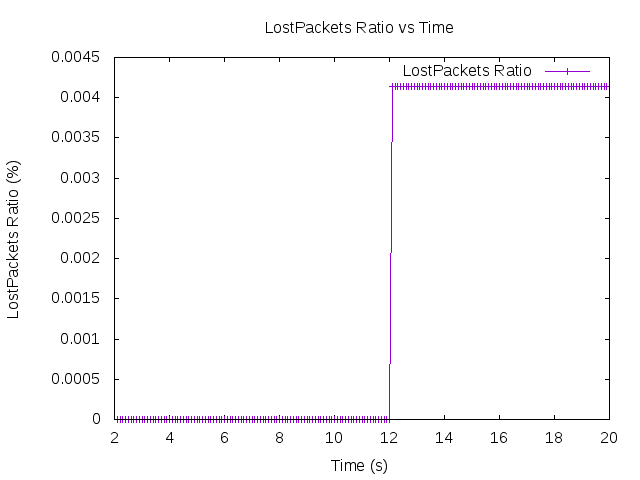 LostPackets Ratio vs Time
LostPackets Ratio
0.0045
0.004
0.0035
0.003
0.0025
0.002
0.0015
0.001
0.0005
0
LostPackets Ratio (%)
2 4 6 8 10 12 14 16 18 20
Time (s)